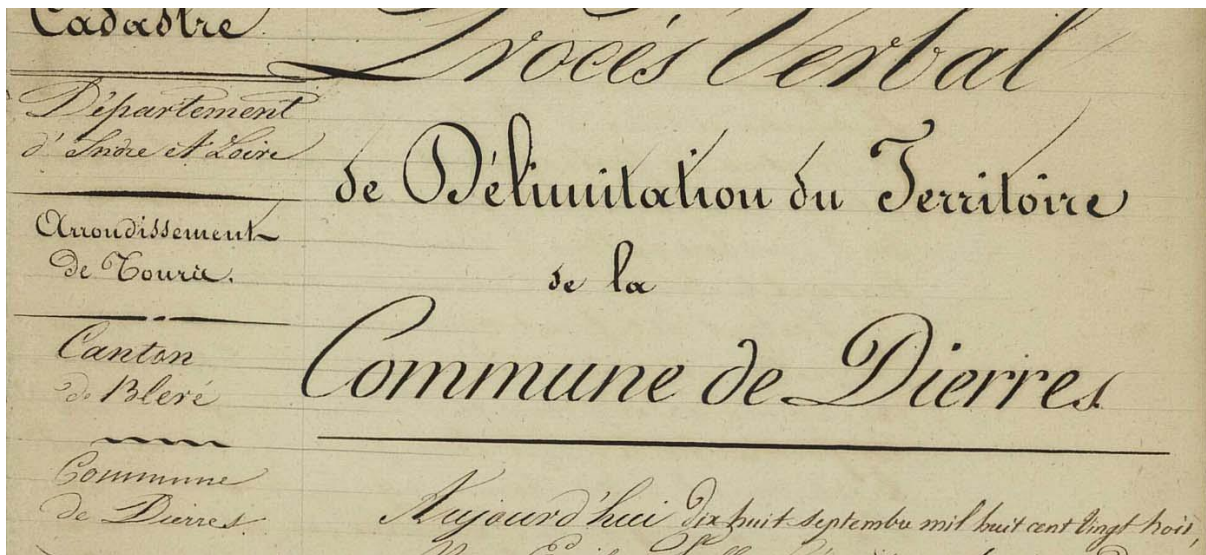 Cadastre
Département
d'Indre et Loire
Arrondissement
de Tours.
Canton
de Bleré
Commune
de Dierres
Procès Verbal
de Délimitation du Territoire
de la
Commune de Dierres
Aujourd'hui dix huit septembre mil huit cent vingt trois,